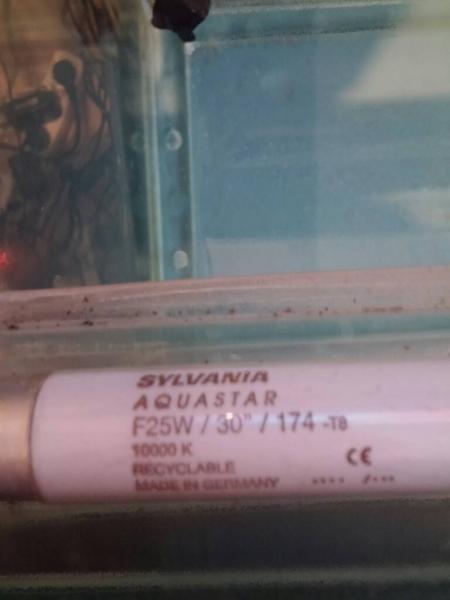 SYLVANIA
AQUASTAR
F25W / 30" / 174 -T8
10000 K
RECYCLABLE
MADE IN GERMANY
CE